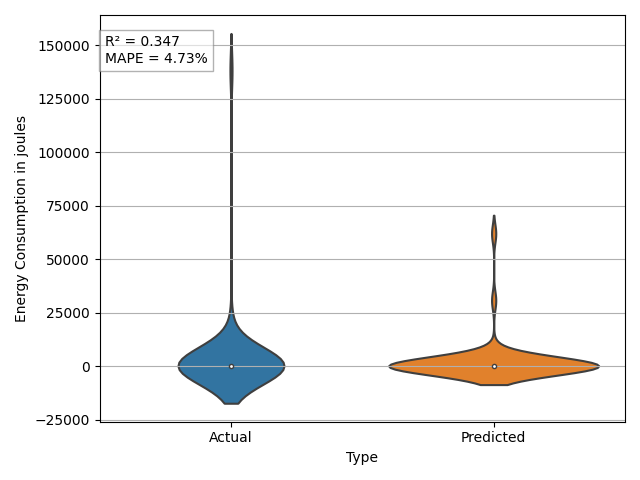 R² = 0.347
MAPE = 4.73%
150000
125000
100000
75000
50000
25000
0
−25000
Energy Consumption in joules
Actual
Predicted
Type